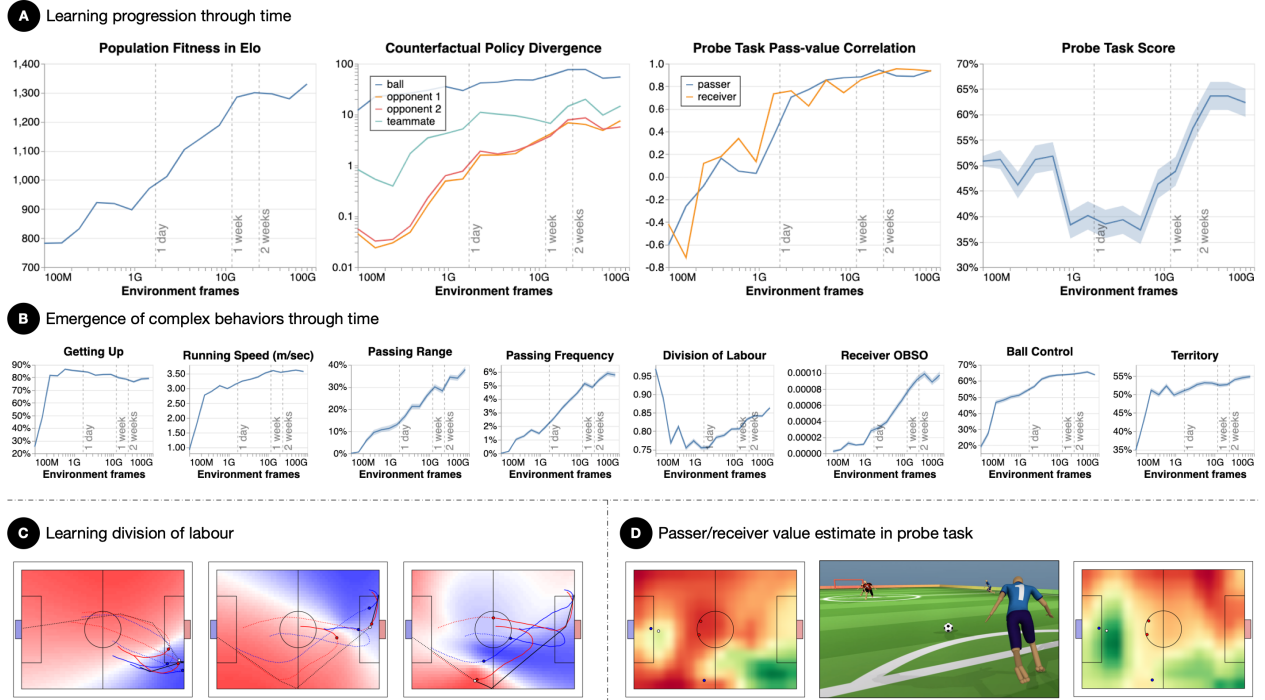 A Learning progression through time
Population Fitness in Elo
1,400
1,300
1,200
1,100
1,000
900
800
700
1 day
1 week
2 weeks
100M 1G 10G 100G
Environment frames
Counterfactual Policy Divergence
100
10
1
0.1
0.01
ball
opponent 1
opponent 2
teammate
1 day
1 week
2 weeks
100M 1G 10G 100G
Environment frames
Probe Task Pass-value Correlation
1.0
0.8
0.6
0.4
0.2
0.0
-0.2
-0.4
-0.6
-0.8
passer
receiver
1 day
1 week
2 weeks
100M 1G 10G 100G
Environment frames
Probe Task Score
70%
65%
60%
55%
50%
45%
40%
35%
30%
1 day
1 week
2 weeks
100M 1G 10G 100G
Environment frames
B Emergence of complex behaviors through time
Getting Up
90%
80%
70%
60%
50%
40%
30%
20%
1 day
1 week
2 weeks
100M 1G 10G 100G
Environment frames
Running Speed (m/sec)
3.50
3.00
2.50
2.00
1.50
1.00
1 day
1 week
2 weeks
100M 1G 10G 100G
Environment frames
Passing Range
40%
30%
20%
10%
0%
1 day
1 week
2 weeks
100M 1G 10G 100G
Environment frames
Passing Frequency
6%
5%
4%
3%
2%
1%
0%
1 day
1 week
2 weeks
100M 1G 10G 100G
Environment frames
Division of Labour
0.95
0.90
0.85
0.80
0.75
1 day
1 week
2 weeks
100M 1G 10G 100G
Environment frames
Receiver OBSO
0.00010
0.00008
0.00006
0.00004
0.00002
0.00000
1 day
1 week
2 weeks
100M 1G 10G 100G
Environment frames
Ball Control
70%
60%
50%
40%
30%
20%
1 day
1 week
2 weeks
100M 1G 10G 100G
Environment frames
Territory
55%
50%
45%
40%
35%
1 day
1 week
2 weeks
100M 1G 10G 100G
Environment frames
C Learning division of labour
D Passer/receiver value estimate in probe task
1